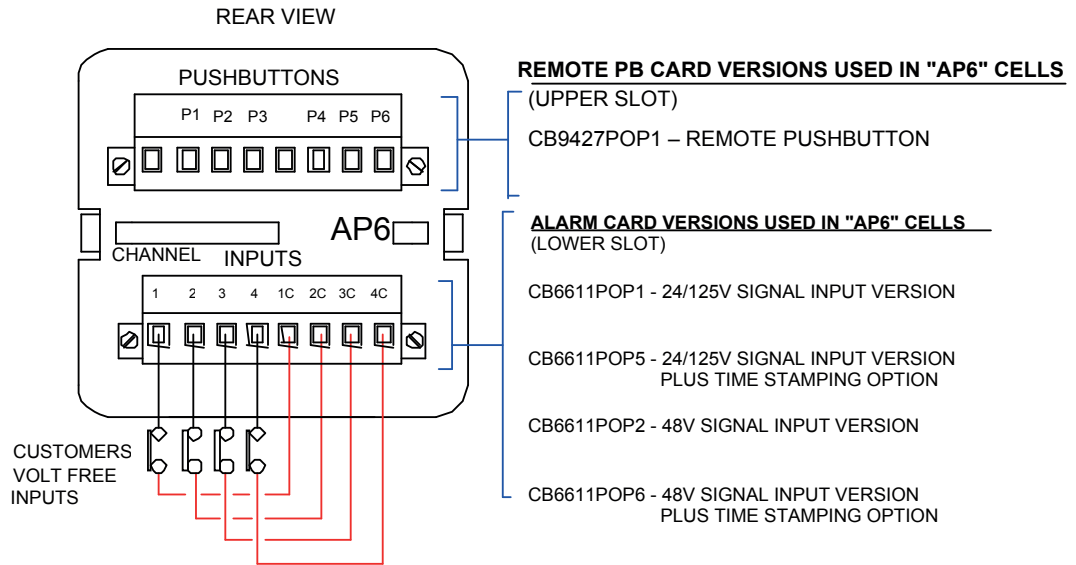 REAR VIEW
PUSHBUTTONS
P1 P2 P3 P4 P5 P6
AP6
CHANNEL INPUTS
1 2 3 4 1C 2C 3C 4C
CUSTOMERS
VOLT FREE
INPUTS
REMOTE PB CARD VERSIONS USED IN "AP6" CELLS
(UPPER SLOT)
CB9427POP1 – REMOTE PUSHBUTTON
ALARM CARD VERSIONS USED IN "AP6" CELLS
(LOWER SLOT)
CB6611POP1 - 24/125V SIGNAL INPUT VERSION
CB6611POP5 - 24/125V SIGNAL INPUT VERSION
PLUS TIME STAMPING OPTION
CB6611POP2 - 48V SIGNAL INPUT VERSION
CB6611POP6 - 48V SIGNAL INPUT VERSION
PLUS TIME STAMPING OPTION